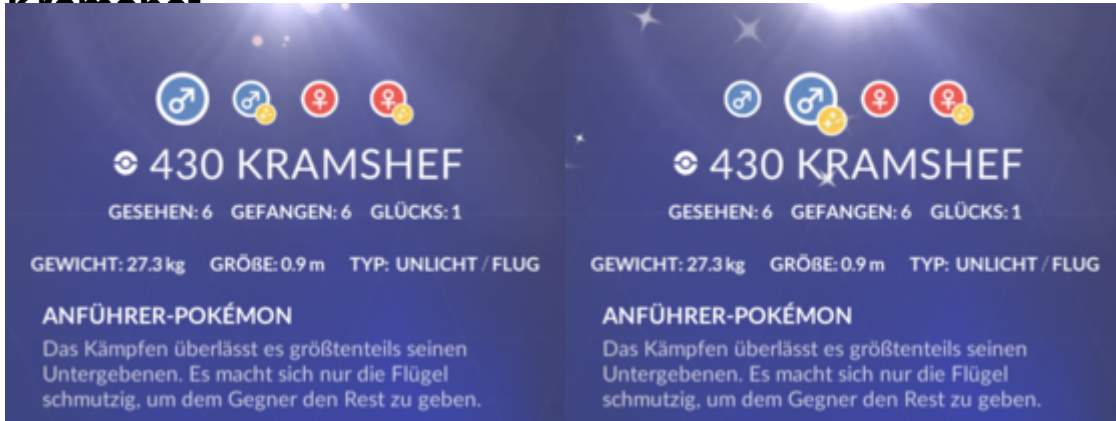 430 KRAMSHEF
GESEHEN: 6 GEFANGEN: 6 GLÜCKS: 1
GEWICHT: 27.3 kg GRÖßE: 0.9 m TYP: UNLICHT / FLUG
ANFÜHRER-POKÉMON
Das Kämpfen überlässt es größtenteils seinen
Untergebenen. Es macht sich nur die Flügel
schmutzig, um dem Gegner den Rest zu geben.
430 KRAMSHEF
GESEHEN: 6 GEFANGEN: 6 GLÜCKS: 1
GEWICHT: 27.3 kg GRÖßE: 0.9 m TYP: UNLICHT / FLUG
ANFÜHRER-POKÉMON
Das Kämpfen überlässt es größtenteils seinen
Untergebenen. Es macht sich nur die Flügel
schmutzig, um dem Gegner den Rest zu geben.